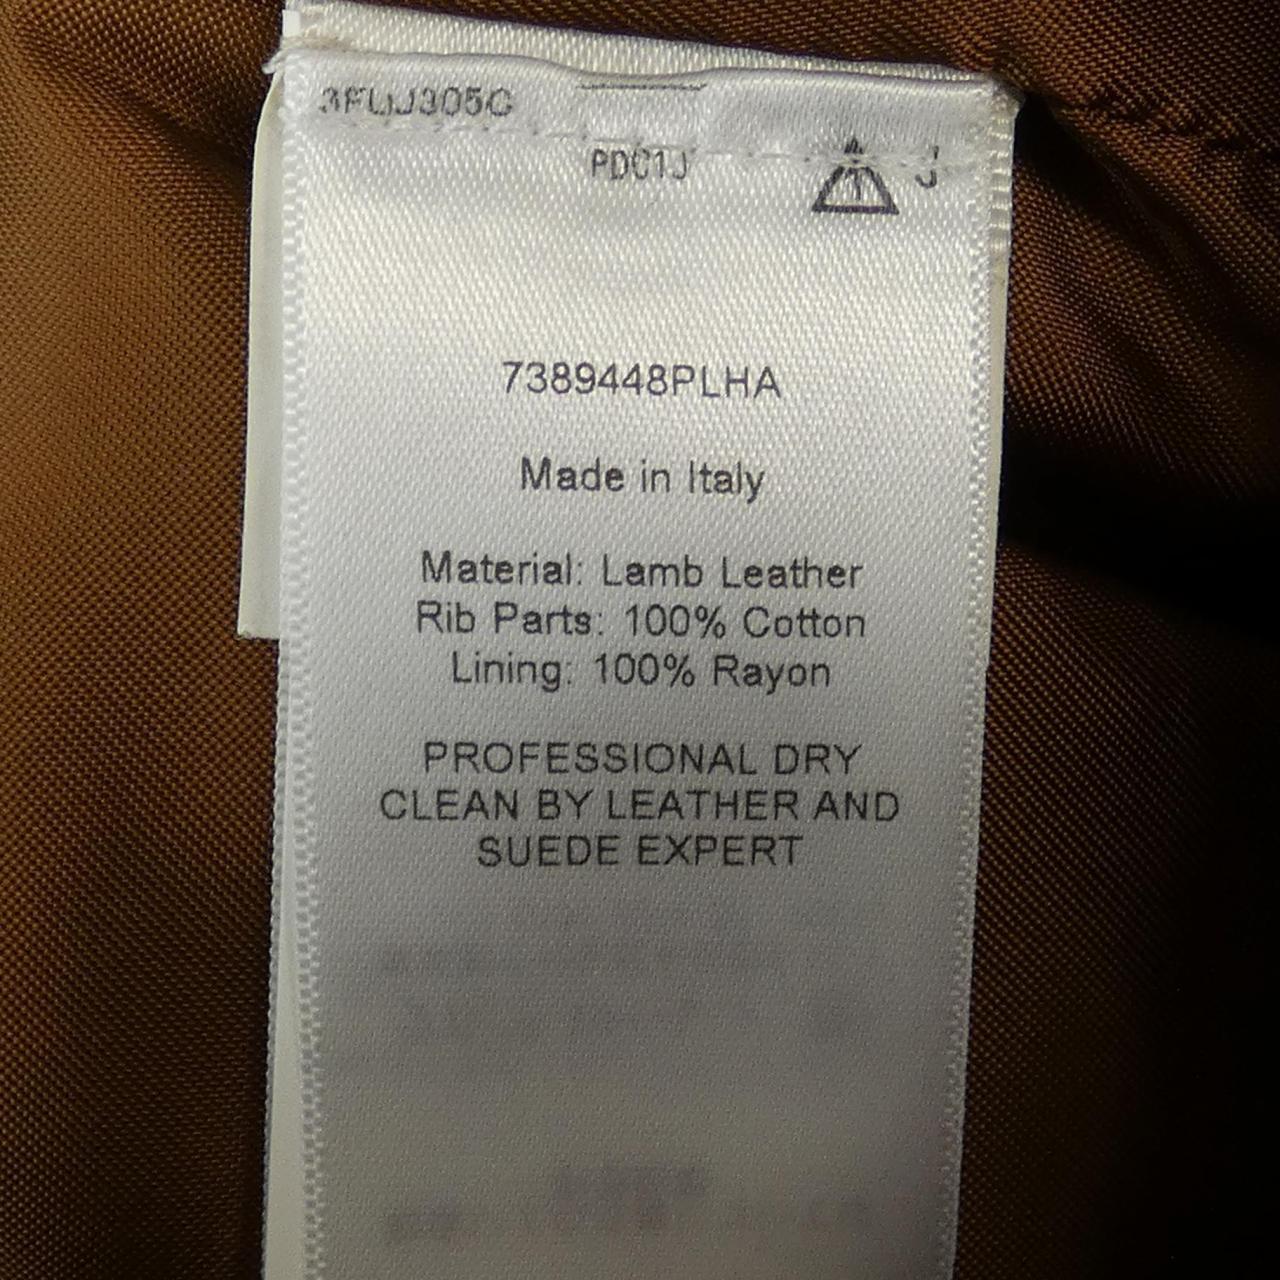 3FUJ305C
PDC1J
1 J
7389448PLHA
Made in Italy
Material: Lamb Leather
Rib Parts: 100% Cotton
Lining: 100% Rayon
PROFESSIONAL DRY
CLEAN BY LEATHER AND
SUEDE EXPERT